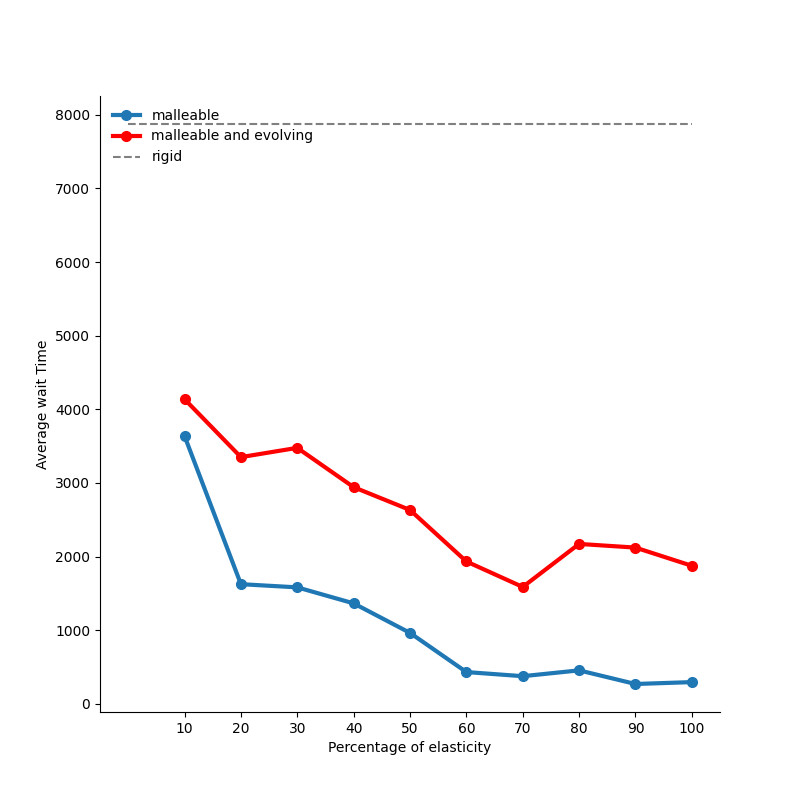 malleable
malleable and evolving
rigid
8000
7000
6000
5000
4000
3000
2000
1000
0
Average wait Time
10 20 30 40 50 60 70 80 90 100
Percentage of elasticity